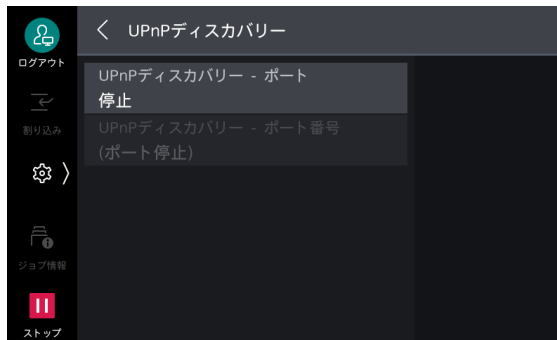 UPnPディスカバリー
ログアウト
UPnPディスカバリー - ポート
停止
割り込み
UPnPディスカバリー - ポート番号
(ポート停止)
ジョブ情報
ストップ